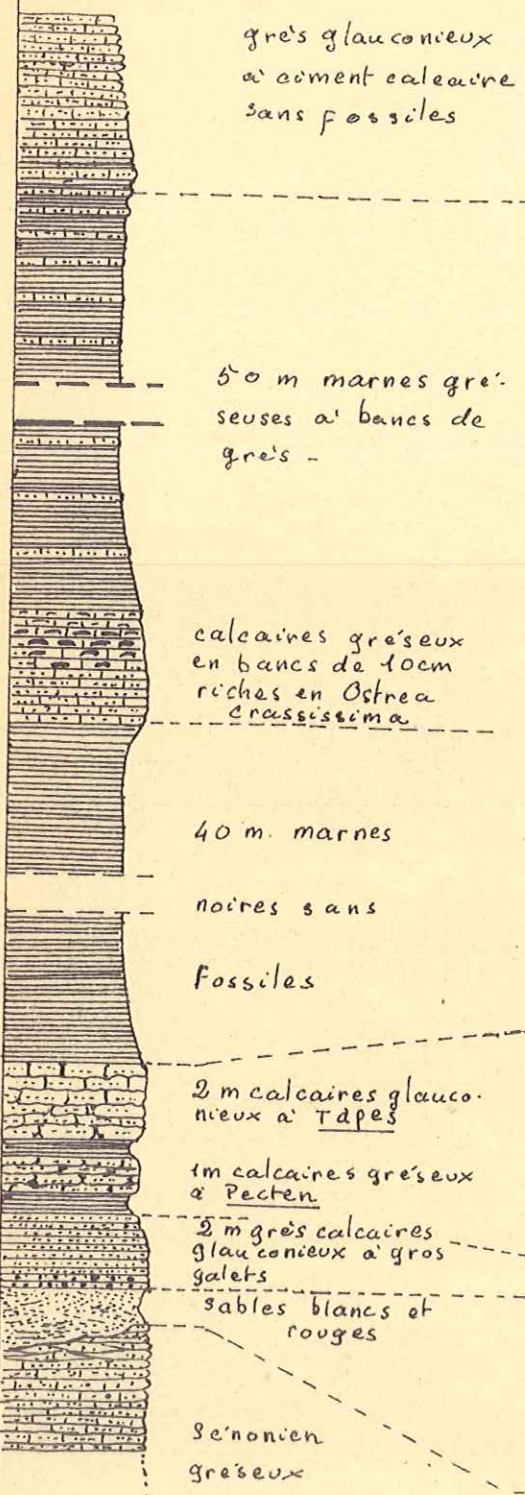 grès glauconieux
à ciment calcaire
sans fossiles
50 m marnes gré-
seuses à bancs de
grès -
calcaires gréseux
en bancs de 10cm
riches en Ostrea
crassissima
40 m. marnes
noires sans
Fossiles
2 m calcaires glauco-
nieux à Tapes
1m calcaires gréseux
à Pecten
2 m grès calcaires
glauconieux à gros
galets
sables blancs et
rouges
Sénonien
gréseux